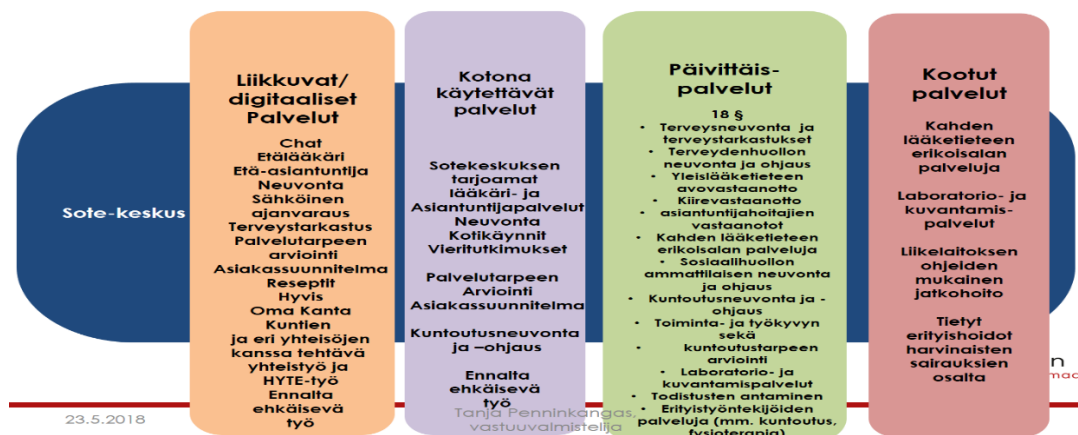 Sote-keskus
Liikkuvat/
digitaaliset
Palvelut
Chat
Etälääkäri
Etä-asiantuntija
Neuvonta
Sähköinen
ajanvaraus
Terveystarkastus
Palvelutarpeen
arviointi
Asiakassuunnitelma
Reseptit
Hyvis
Oma Kanta
Kuntien
ja eri yhteisöjen
kanssa tehtävä
yhteistyö ja
HYTE-työ
Ennalta
ehkäisevä
työ
Kotona
käytettävät
palvelut
Sotekeskuksen
tarjoamat
lääkäri- ja
Asiantuntijapalvelut
Neuvonta
Kotikäynnit
Vieritutkimukset
Palvelutarpeen
Arviointi
Asiakassuunnitelma
Kuntoutusneuvonta
ja –ohjaus
Ennalta
ehkäisevä
työ
Päivittäis-
palvelut
18 §
• Terveysneuvonta ja
terveystarkastukset
• Terveydenhuollon
neuvonta ja ohjaus
• Yleislääketieteen
avovastaanotto
• Kiirevastaanotto
• asiantuntijahoitajien
vastaanotot
• Kahden lääketieteen
erikoisalan palveluja
• Sosiaalihuollon
ammattilaisen neuvonta
ja ohjaus
• Kuntoutusneuvonta ja -
ohjaus
• Toiminta- ja työkyvyn
sekä
• kuntoutustarpeen
arviointi
• Laboratorio- ja
kuvantamispalvelut
• Todistusten antaminen
• Erityistyöntekijöiden
palveluja (mm. kuntoutus,
fysioterapia)
Kootut
palvelut
Kahden
lääketieteen
erikoisalan
palveluja
Laboratorio- ja
kuvantamis-
palvelut
Liikelaitoksen
ohjeiden
mukainen
jatkohoito
Tietyt
erityishoidot
harvinaisten
sairauksien
osalta
23.5.2018
Tanja Penninkangas,
vastuuvalmistelija